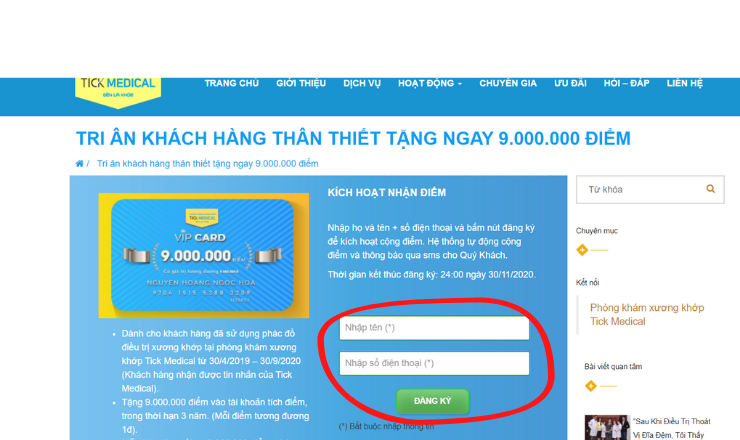 TICK MEDICAL
TRANG CHỦ GIỚI THIỆU DỊCH VỤ HOẠT ĐỘNG CHUYÊN GIA ƯU ĐÃI HỎI – ĐÁP LIÊN HỆ
TRI ÂN KHÁCH HÀNG THÂN THIẾT TẶNG NGAY 9.000.000 ĐIỂM
/ Tri ân khách hàng thân thiết tặng ngay 9.000.000 điểm
TICK MEDICAL
VIP CARD
9.000.000 điểm
NGUYEN HOANG NGOC HOA
• Dành cho khách hàng đã sử dụng phác đồ
điều trị xương khớp tại phòng khám xương
khớp Tick Medical từ 30/4/2019 – 30/9/2020
(Khách hàng nhận được tin nhắn của Tick
Medical).
• Tặng 9.000.000 điểm vào tài khoản tích điểm,
trong thời hạn 3 năm. (Mỗi điểm tương đương
1đ).
KÍCH HOẠT NHẬN ĐIỂM
Nhập họ và tên + số điện thoại và bấm nút đăng ký
để kích hoạt cộng điểm. Hệ thống tự động cộng
điểm và thông báo qua sms cho Quý Khách.
Thời gian kết thúc đăng ký: 24:00 ngày 30/11/2020.
Nhập tên (*)
Nhập số điện thoại (*)
ĐĂNG KÝ
(*) Bắt buộc nhập thông tin
Từ khóa
Chuyên mục
Kết nối
Phòng khám xương khớp
Tick Medical
Bài viết quan tâm
"Sau Khi Điều Trị Thoát
Vị Đĩa Đệm, Tôi Thấy